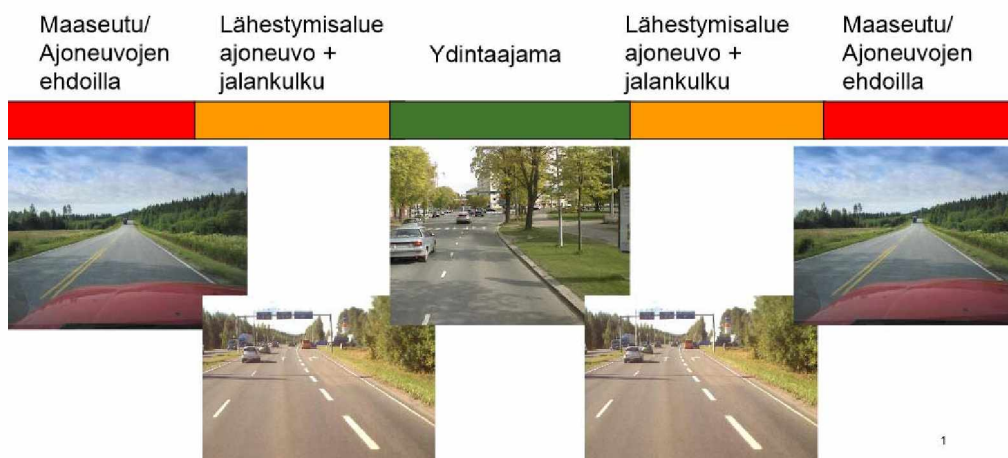 Maaseutu/
Ajoneuvojen
ehdoilla
Lähestymisalue
ajoneuvo +
jalankulku
Ydintaajama
Lähestymisalue
ajoneuvo +
jalankulku
Maaseutu/
Ajoneuvojen
ehdoilla
1